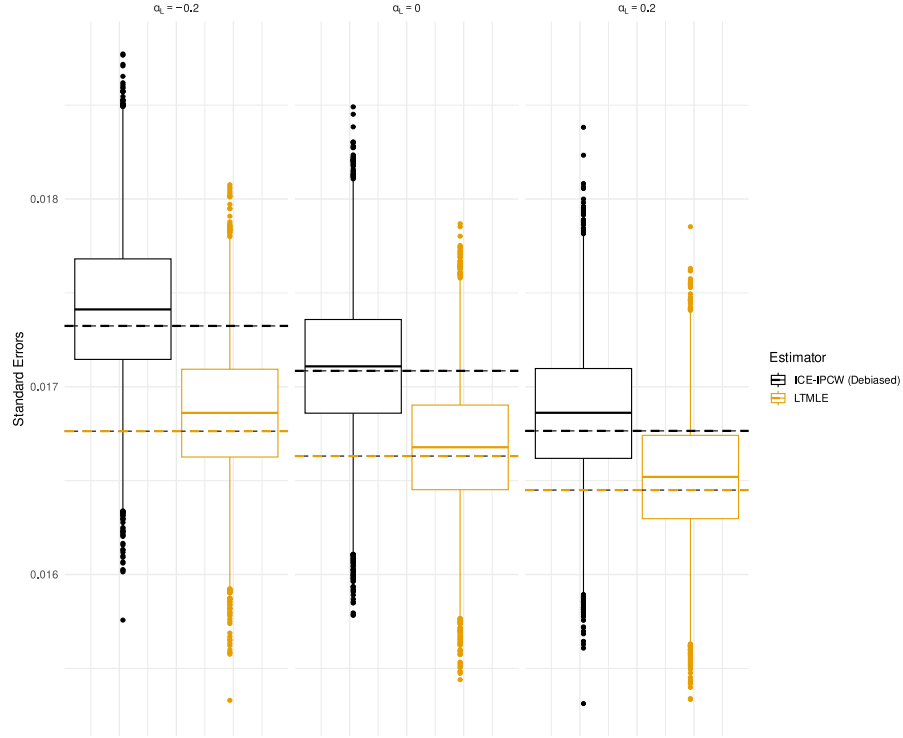 α_L = −0.2
α_L = 0
α_L = 0.2
0.018
0.017
0.016
Standard Errors
Estimator
ICE-IPCW (Debiased)
LTMLE